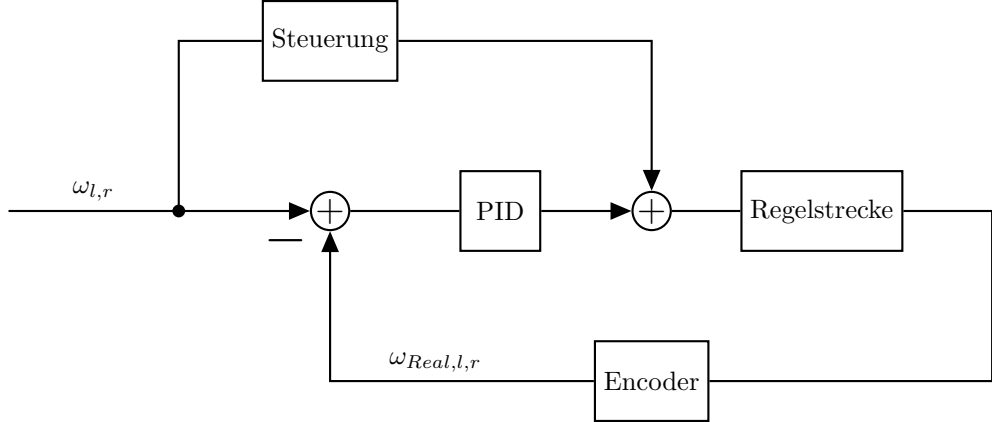 Steuerung
ω_{l,r}
+
PID
+
Regelstrecke
−
ω_{Real,l,r}
Encoder